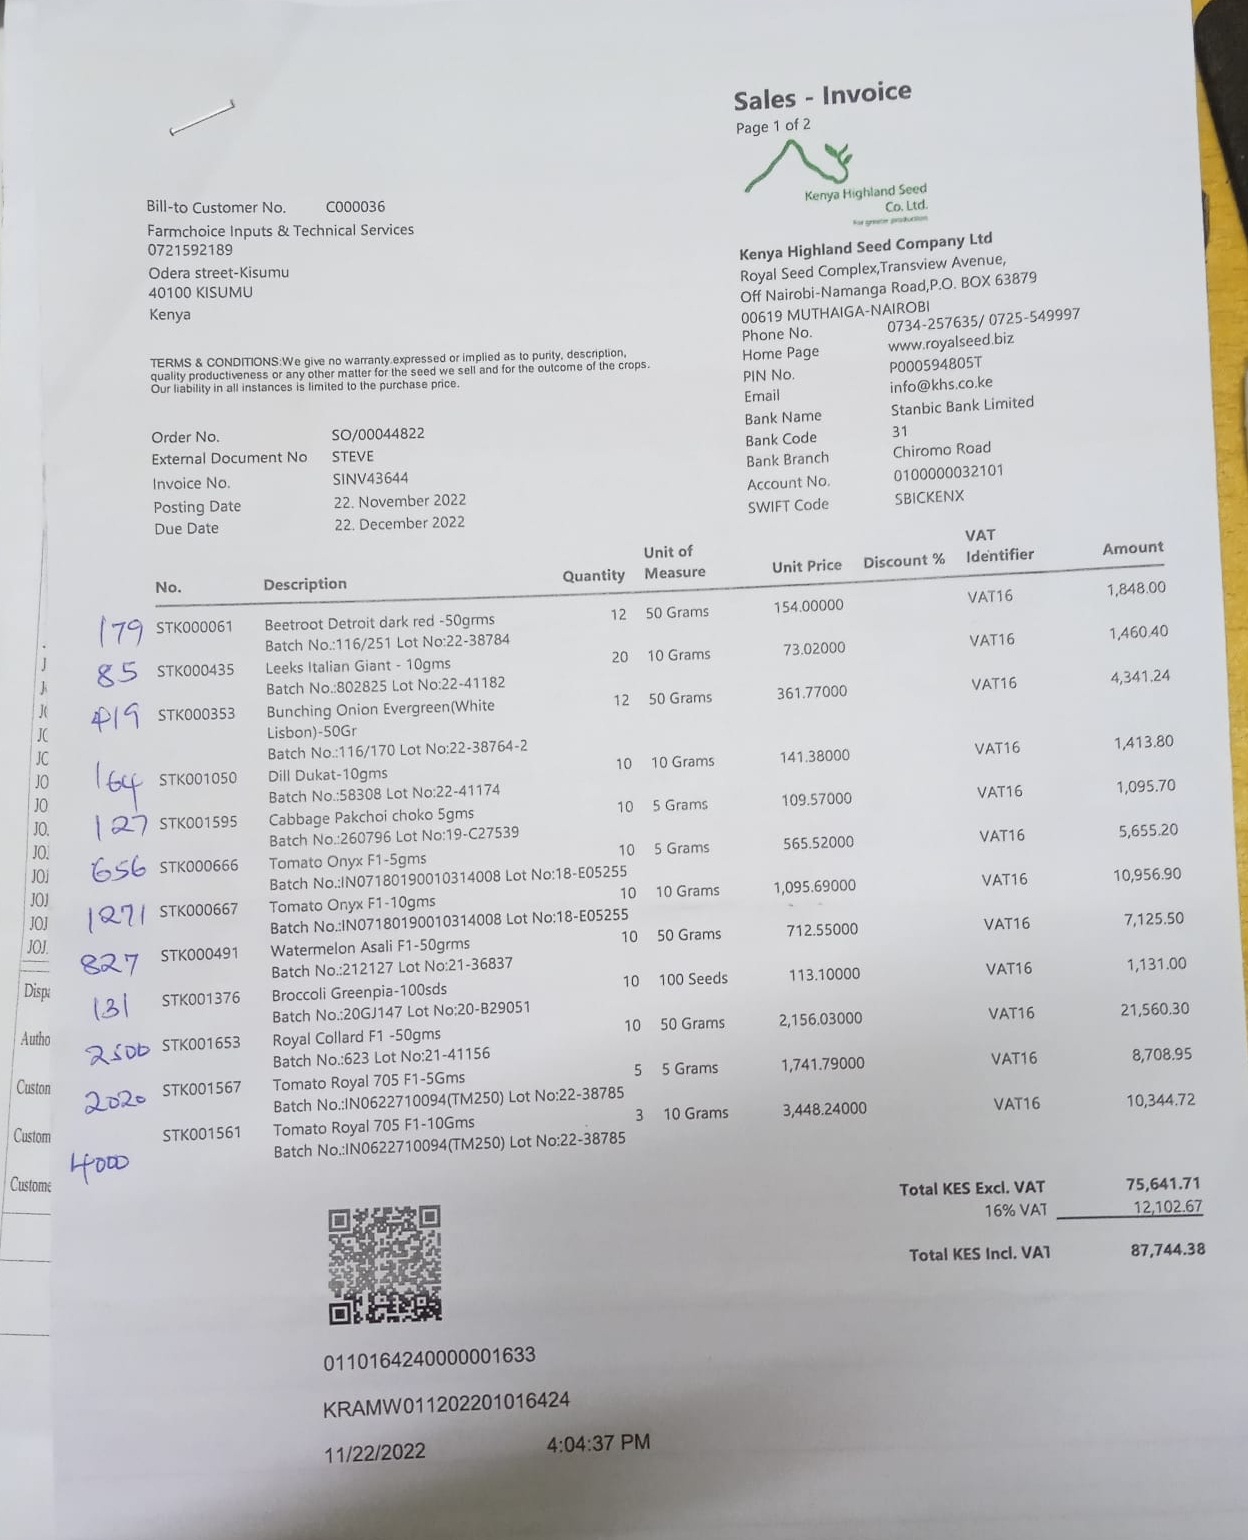 Sales - Invoice
Page 1 of 2
Kenya Highland Seed
Co. Ltd.
For greater production
Bill-to Customer No. C000036
Farmchoice Inputs & Technical Services
0721592189
Odera street-Kisumu
40100 KISUMU
Kenya
Kenya Highland Seed Company Ltd
Royal Seed Complex,Transview Avenue,
Off Nairobi-Namanga Road,P.O. BOX 63879
00619 MUTHAIGA-NAIROBI
Phone No. 0734-257635/ 0725-549997
Home Page www.royalseed.biz
PIN No. P000594805T
Email info@khs.co.ke
Bank Name Stanbic Bank Limited
Bank Code 31
Bank Branch Chiromo Road
Account No. 0100000032101
SWIFT Code SBICKENX
TERMS & CONDITIONS:We give no warranty expressed or implied as to purity, description,
quality productiveness or any other matter for the seed we sell and for the outcome of the crops.
Our liability in all instances is limited to the purchase price.
Order No. SO/00044822
External Document No STEVE
Invoice No. SINV43644
Posting Date 22. November 2022
Due Date 22. December 2022
No. Description Quantity Unit of Measure Unit Price Discount % VAT Identifier Amount
179 STK000061 Beetroot Detroit dark red -50grms 12 50 Grams 154.00000 VAT16 1,848.00
Batch No.:116/251 Lot No:22-38784
85 STK000435 Leeks Italian Giant - 10gms 20 10 Grams 73.02000 VAT16 1,460.40
Batch No.:802825 Lot No:22-41182
419 STK000353 Bunching Onion Evergreen(White 12 50 Grams 361.77000 VAT16 4,341.24
Lisbon)-50Gr
Batch No.:116/170 Lot No:22-38764-2
164 STK001050 Dill Dukat-10gms 10 10 Grams 141.38000 VAT16 1,413.80
Batch No.:58308 Lot No:22-41174
127 STK001595 Cabbage Pakchoi choko 5gms 10 5 Grams 109.57000 VAT16 1,095.70
Batch No.:260796 Lot No:19-C27539
656 STK000666 Tomato Onyx F1-5gms 10 5 Grams 565.52000 VAT16 5,655.20
Batch No.:IN07180190010314008 Lot No:18-E05255
1271 STK000667 Tomato Onyx F1-10gms 10 10 Grams 1,095.69000 VAT16 10,956.90
Batch No.:IN07180190010314008 Lot No:18-E05255
827 STK000491 Watermelon Asali F1-50grms 10 50 Grams 712.55000 VAT16 7,125.50
Batch No.:212127 Lot No:21-36837
131 STK001376 Broccoli Greenpia-100sds 10 100 Seeds 113.10000 VAT16 1,131.00
Batch No.:20GJ147 Lot No:20-B29051
2500 STK001653 Royal Collard F1 -50gms 10 50 Grams 2,156.03000 VAT16 21,560.30
Batch No.:623 Lot No:21-41156
2020 STK001567 Tomato Royal 705 F1-5Gms 5 5 Grams 1,741.79000 VAT16 8,708.95
Batch No.:IN0622710094(TM250) Lot No:22-38785
4000 STK001561 Tomato Royal 705 F1-10Gms 3 10 Grams 3,448.24000 VAT16 10,344.72
Batch No.:IN0622710094(TM250) Lot No:22-38785
Total KES Excl. VAT 75,641.71
16% VAT 12,102.67
Total KES Incl. VAT 87,744.38
0110164240000001633
KRAMW011202201016424
11/22/2022 4:04:37 PM